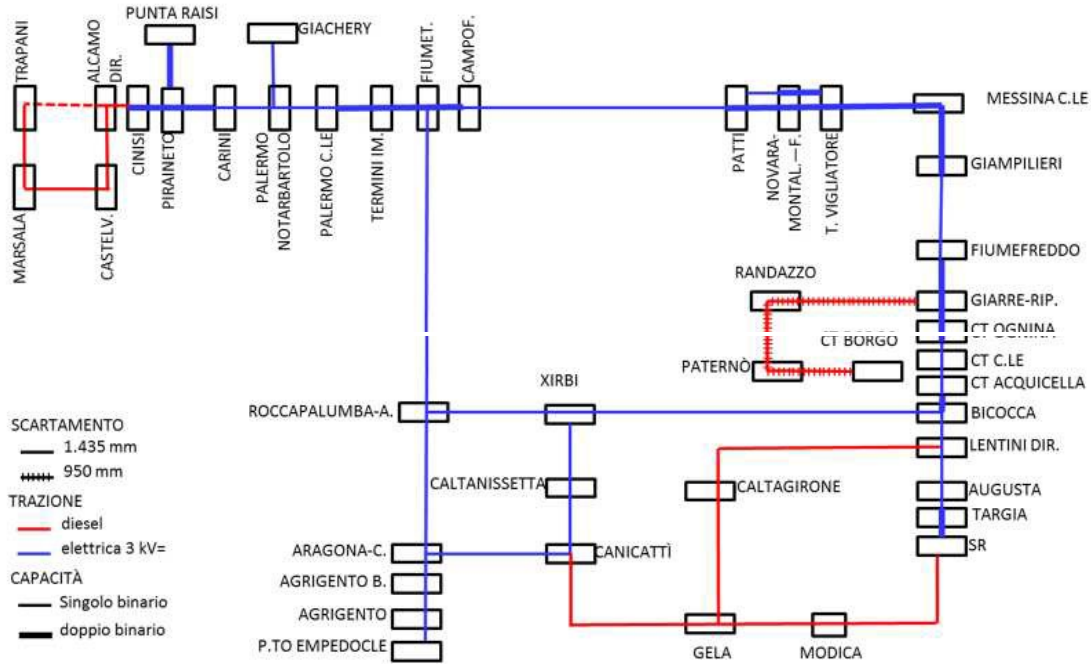 PUNTA RAISI
GIACHERY
TRAPANI
ALCAMO
DIR.
FIUMET.
CAMPOF.
MESSINA C.LE
MARSALA
CASTELV.
CINISI
PIRAINETO
CARINI
PALERMO
NOTARBARTOLO
PALERMO C.LE
TERMINI IM.
PATTI
NOVARA-
MONTAL.—F.
T. VIGLIATORE
GIAMPILIERI
FIUMEFREDDO
RANDAZZO
GIARRE-RIP.
CT OGNINA
CT BORGO
PATERNÒ
CT C.LE
CT ACQUICELLA
XIRBI
ROCCAPALUMBA-A.
BICOCCA
SCARTAMENTO
1.435 mm
950 mm
LENTINI DIR.
CALTANISSETTA
CALTAGIRONE
AUGUSTA
TRAZIONE
diesel
elettrica 3 kV=
TARGIA
SR
ARAGONA-C.
CANICATTÌ
CAPACITÀ
Singolo binario
doppio binario
AGRIGENTO B.
AGRIGENTO
P.TO EMPEDOCLE
GELA
MODICA